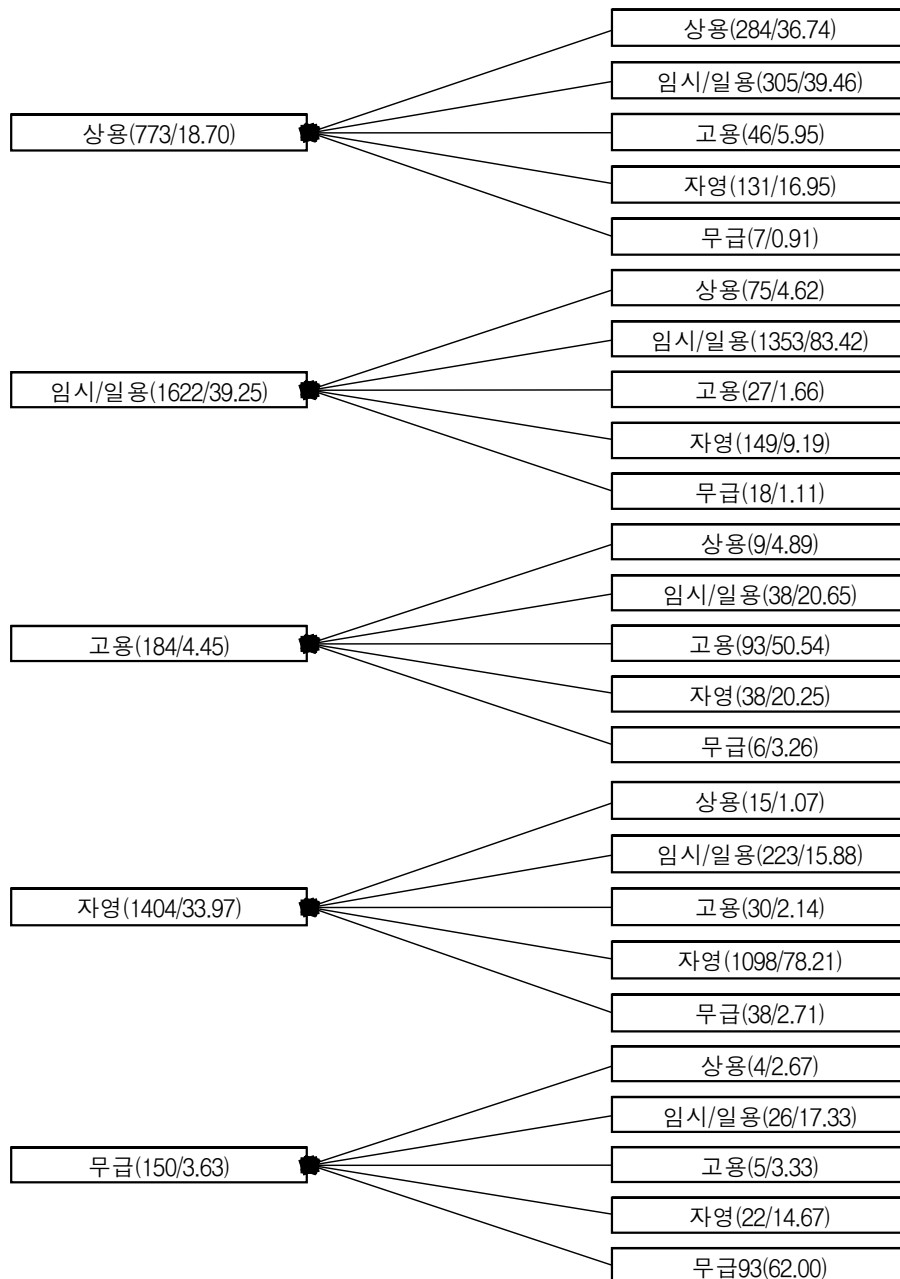 상용(284/36.74)
임시/일용(305/39.46)
상용(773/18.70)
고용(46/5.95)
자영(131/16.95)
무급(7/0.91)
상용(75/4.62)
임시/일용(1353/83.42)
임시/일용(1622/39.25)
고용(27/1.66)
자영(149/9.19)
무급(18/1.11)
상용(9/4.89)
임시/일용(38/20.65)
고용(184/4.45)
고용(93/50.54)
자영(38/20.25)
무급(6/3.26)
상용(15/1.07)
임시/일용(223/15.88)
자영(1404/33.97)
고용(30/2.14)
자영(1098/78.21)
무급(38/2.71)
상용(4/2.67)
임시/일용(26/17.33)
무급(150/3.63)
고용(5/3.33)
자영(22/14.67)
무급93(62.00)